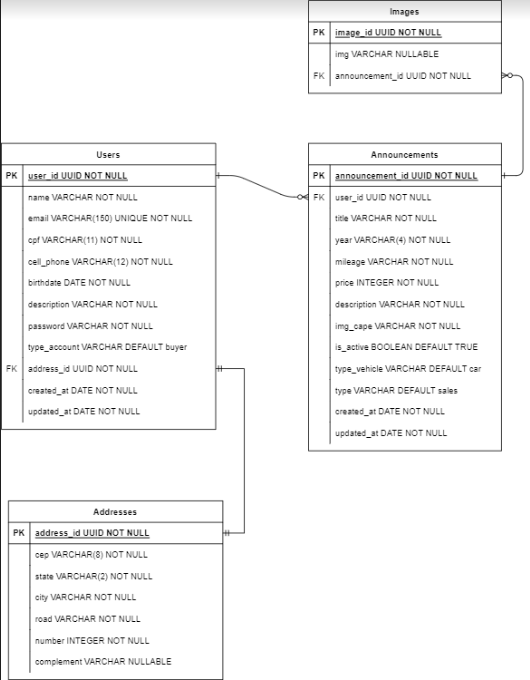 Images
PK image_id UUID NOT NULL
img VARCHAR NULLABLE
FK announcement_id UUID NOT NULL
Users
PK user_id UUID NOT NULL
name VARCHAR NOT NULL
email VARCHAR(150) UNIQUE NOT NULL
cpf VARCHAR(11) NOT NULL
cell_phone VARCHAR(12) NOT NULL
birthdate DATE NOT NULL
description VARCHAR NOT NULL
password VARCHAR NOT NULL
type_account VARCHAR DEFAULT buyer
FK address_id UUID NOT NULL
created_at DATE NOT NULL
updated_at DATE NOT NULL
Announcements
PK announcement_id UUID NOT NULL
FK user_id UUID NOT NULL
title VARCHAR NOT NULL
year VARCHAR(4) NOT NULL
mileage VARCHAR NOT NULL
price INTEGER NOT NULL
description VARCHAR NOT NULL
img_cape VARCHAR NOT NULL
is_active BOOLEAN DEFAULT TRUE
type_vehicle VARCHAR DEFAULT car
type VARCHAR DEFAULT sales
created_at DATE NOT NULL
updated_at DATE NOT NULL
Addresses
PK address_id UUID NOT NULL
cep VARCHAR(8) NOT NULL
state VARCHAR(2) NOT NULL
city VARCHAR NOT NULL
road VARCHAR NOT NULL
number INTEGER NOT NULL
complement VARCHAR NULLABLE